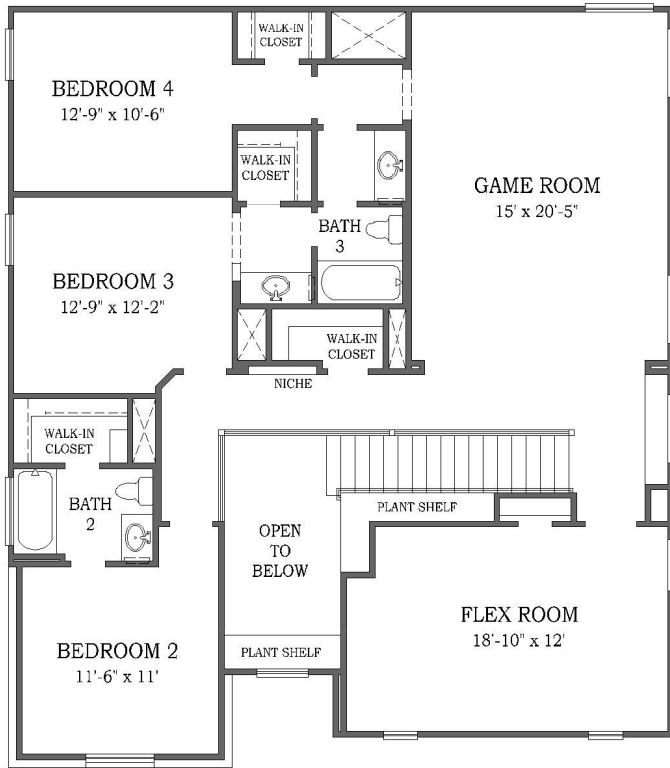 WALK-IN
CLOSET
BEDROOM 4
12'-9" x 10'-6"
WALK-IN
CLOSET
GAME ROOM
15' x 20'-5"
BATH
3
BEDROOM 3
12'-9" x 12'-2"
WALK-IN
CLOSET
NICHE
WALK-IN
CLOSET
BATH
2
PLANT SHELF
OPEN
TO
BELOW
FLEX ROOM
18'-10" x 12'
BEDROOM 2
11'-6" x 11'
PLANT SHELF